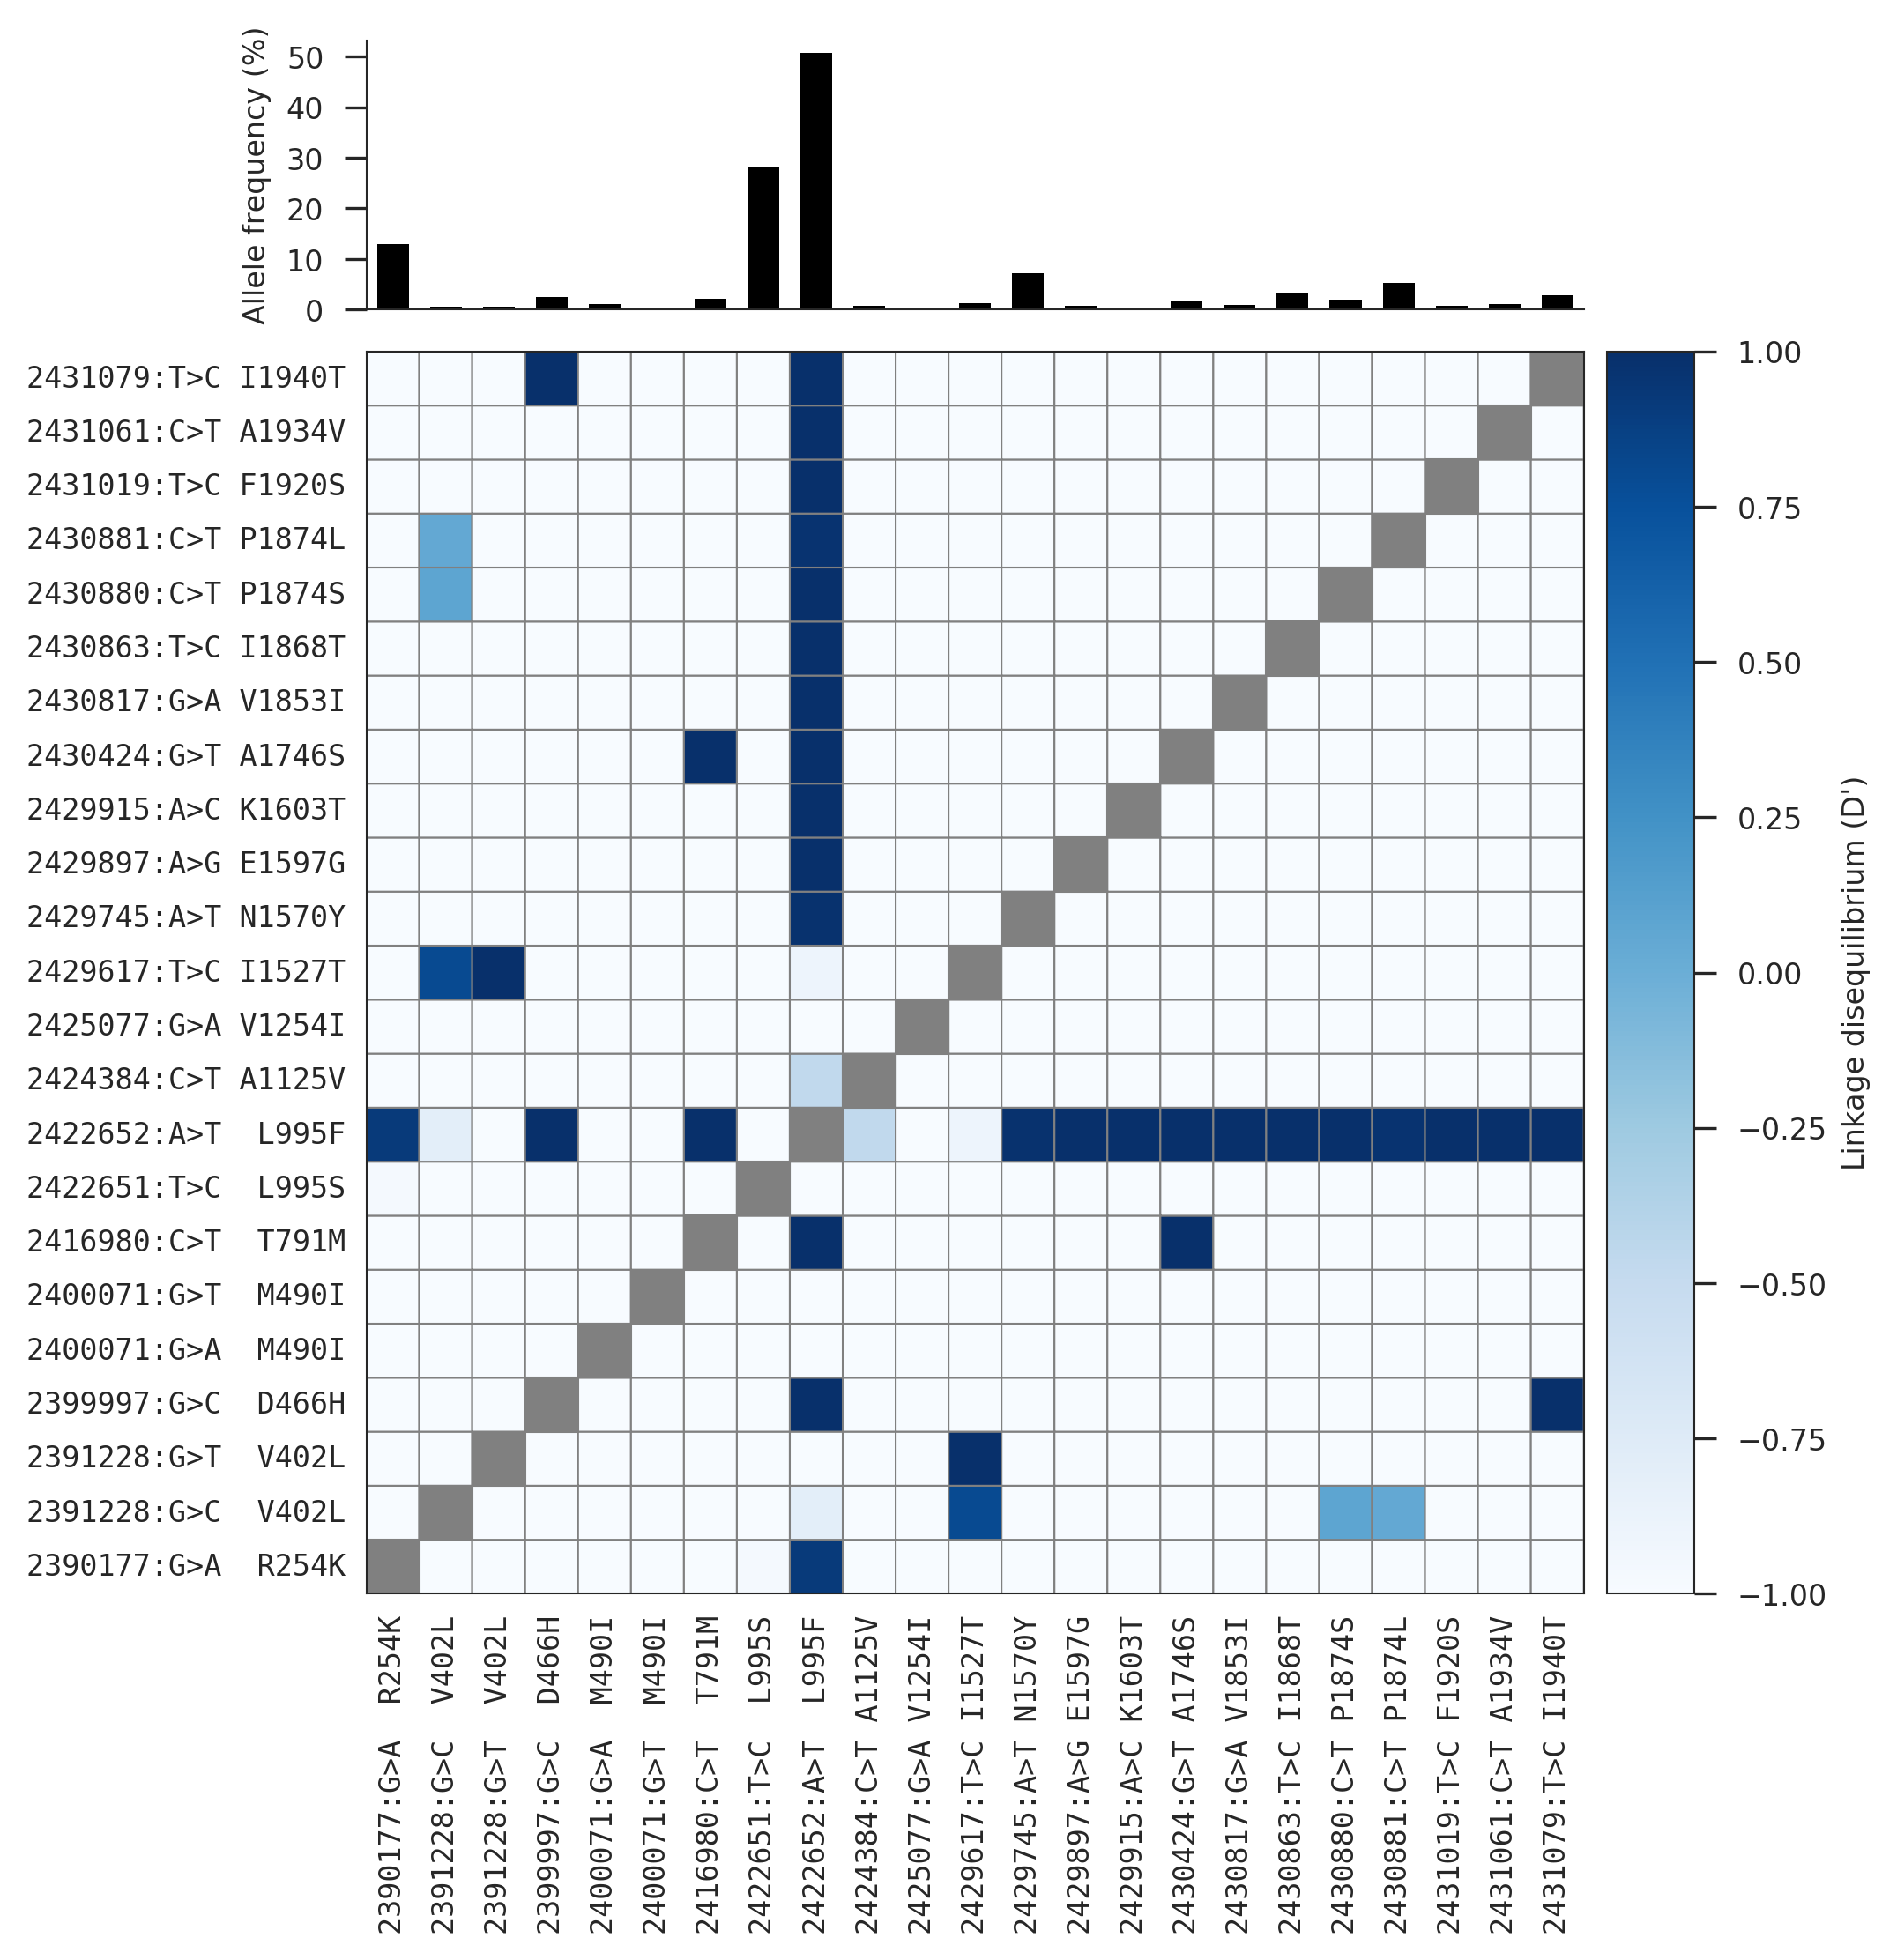 Allele frequency (%)
50
40
30
20
10
0
2431079:T>C I1940T
2431061:C>T A1934V
2431019:T>C F1920S
2430881:C>T P1874L
2430880:C>T P1874S
2430863:T>C I1868T
2430817:G>A V1853I
2430424:G>T A1746S
2429915:A>C K1603T
2429897:A>G E1597G
2429745:A>T N1570Y
2429617:T>C I1527T
2425077:G>A V1254I
2424384:C>T A1125V
2422652:A>T L995F
2422651:T>C L995S
2416980:C>T T791M
2400071:G>T M490I
2400071:G>A M490I
2399997:G>C D466H
2391228:G>T V402L
2391228:G>C V402L
2390177:G>A R254K
2390177:G>A R254K
2391228:G>C V402L
2391228:G>T V402L
2399997:G>C D466H
2400071:G>A M490I
2400071:G>T M490I
2416980:C>T T791M
2422651:T>C L995S
2422652:A>T L995F
2424384:C>T A1125V
2425077:G>A V1254I
2429617:T>C I1527T
2429745:A>T N1570Y
2429897:A>G E1597G
2429915:A>C K1603T
2430424:G>T A1746S
2430817:G>A V1853I
2430863:T>C I1868T
2430880:C>T P1874S
2430881:C>T P1874L
2431019:T>C F1920S
2431061:C>T A1934V
2431079:T>C I1940T
1.00
0.75
0.50
0.25
0.00
−0.25
−0.50
−0.75
−1.00
Linkage disequilibrium (D')